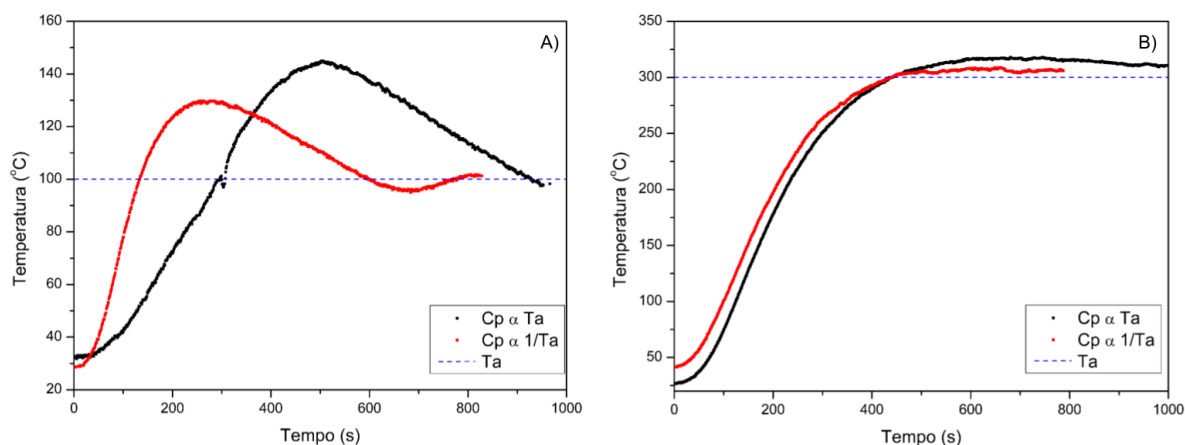 A)
Temperatura (°C)
160
140
120
100
80
60
40
20
0
200
400
600
800
1000
Tempo (s)
Cp α Ta
Cp α 1/Ta
Ta
B)
Temperatura (°C)
350
300
250
200
150
100
50
0
200
400
600
800
1000
Tempo (s)
Cp α Ta
Cp α 1/Ta
Ta